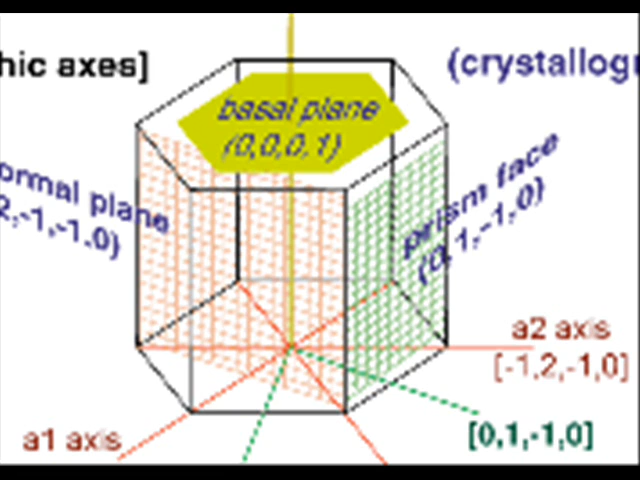 hic axes]
(crystallogr
basal plane
(0,0,0,1)
ormal plane
2,-1,-1.0)
prism face
(0,1,-1,0)
a2 axis
[-1,2,-1,0]
a1 axis
[0,1,-1,0]